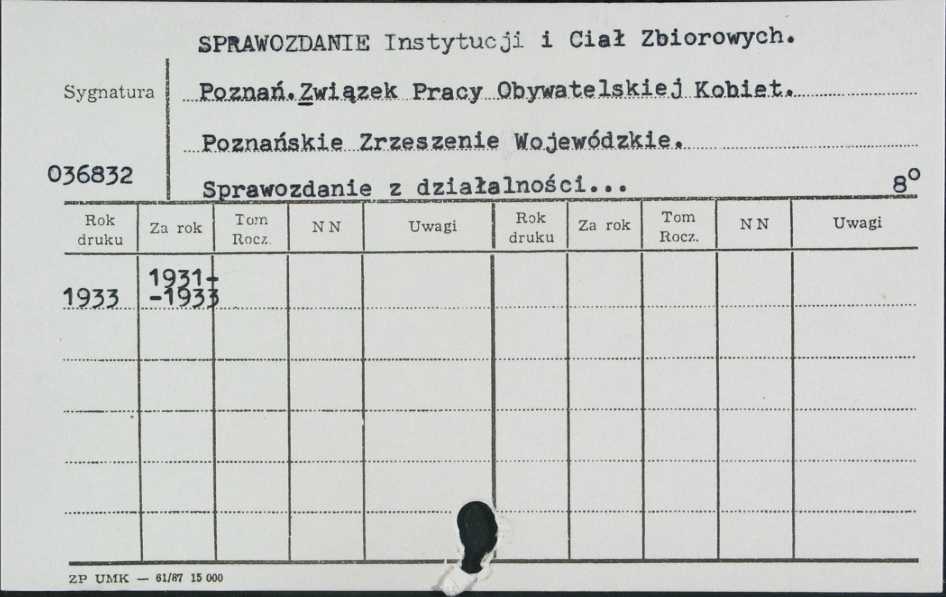 SPRAWOZDANIE Instytucji i Ciał Zbiorowych.
Sygnatura
Poznań.Związek Pracy Obywatelskiej Kobiet.
Poznańskie Zrzeszenie Wojewódzkie.
036832
Sprawozdanie z działalności... 8°
Rok druku Za rok Tom Rocz. N N Uwagi Rok druku Za rok Tom Rocz. N N Uwagi
1933 1931-
-1933
ZP UMK — 61/87 15 000